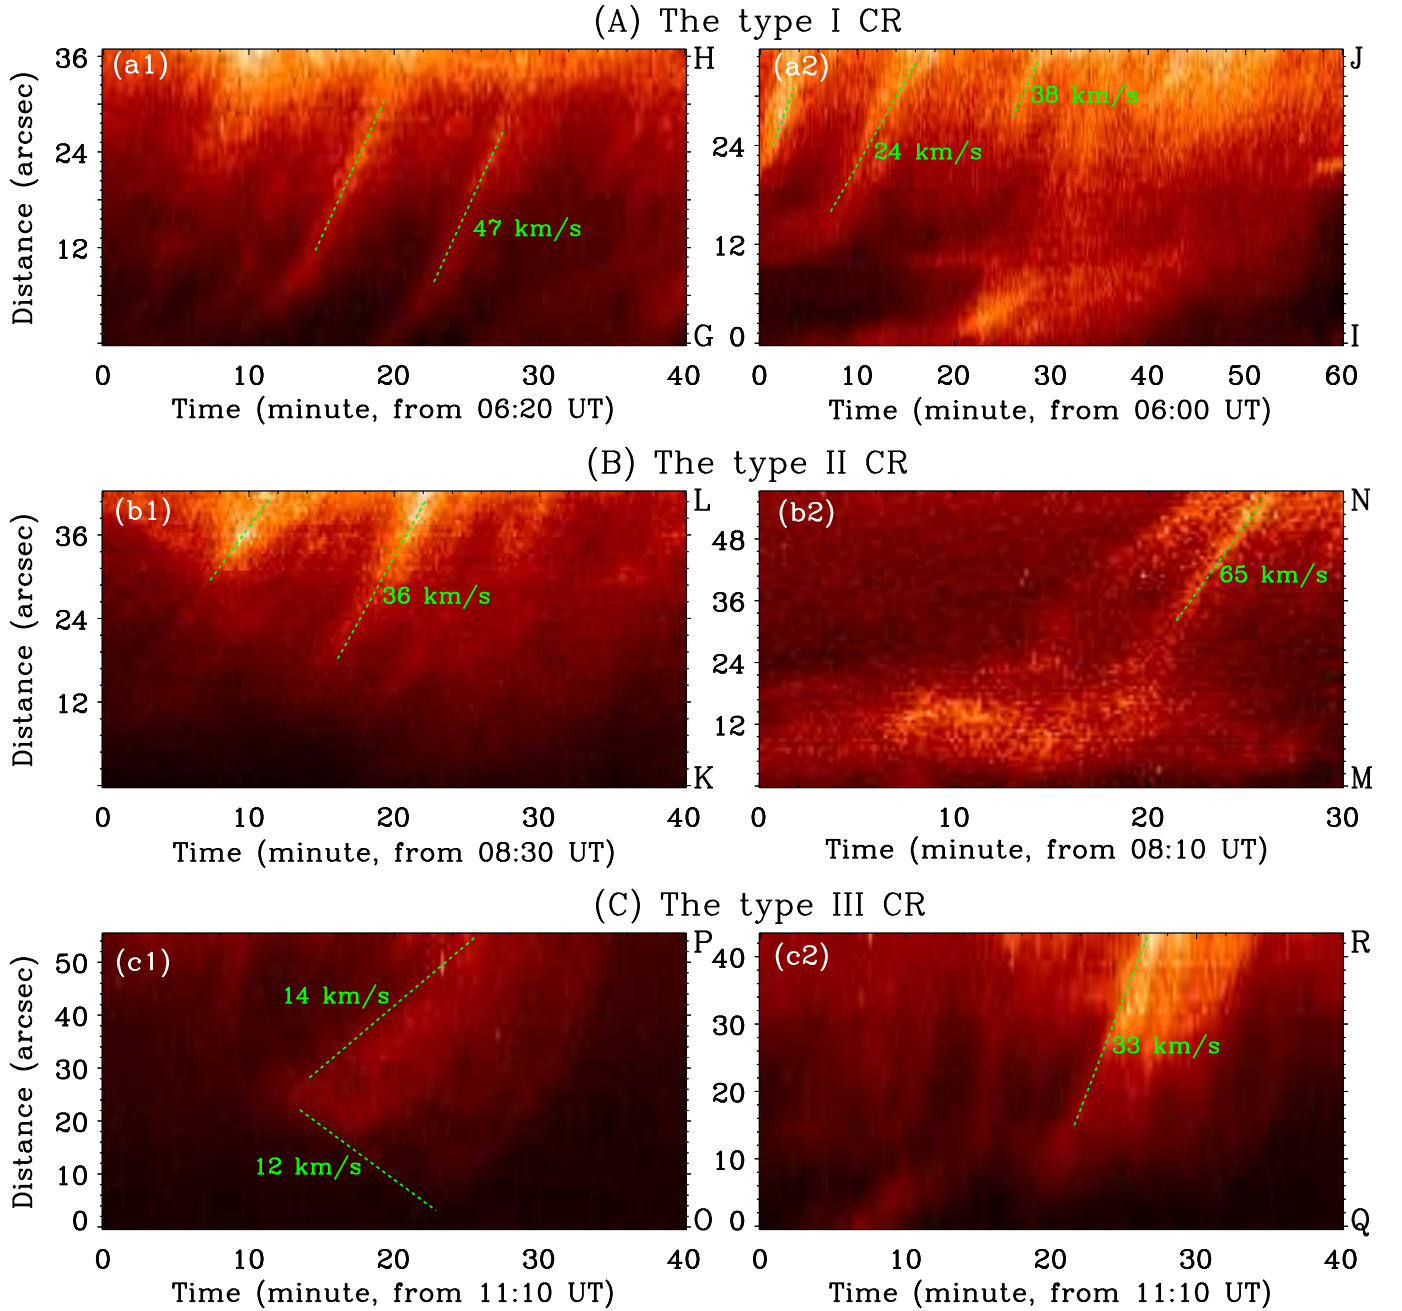 (A) The type I CR
36 (a1) H (a2) J
38 km/s
24 24 24 km/s
47 km/s
12 12
G 0 I
0 10 20 30 40 0 10 20 30 40 50 60
Time (minute, from 06:20 UT) Time (minute, from 06:00 UT)
Distance (arcsec)
(B) The type II CR
(b1) L (b2) N
36 48
65 km/s
36 km/s 36
24 24
12 12
K M
0 10 20 30 40 0 10 20 30
Time (minute, from 08:30 UT) Time (minute, from 08:10 UT)
Distance (arcsec)
(C) The type III CR
(c1) P (c2) R
50 40
14 km/s
40 30
33 km/s
30 20
20
12 km/s 10
10
0 O 0 Q
0 10 20 30 40 0 10 20 30 40
Time (minute, from 11:10 UT) Time (minute, from 11:10 UT)
Distance (arcsec)